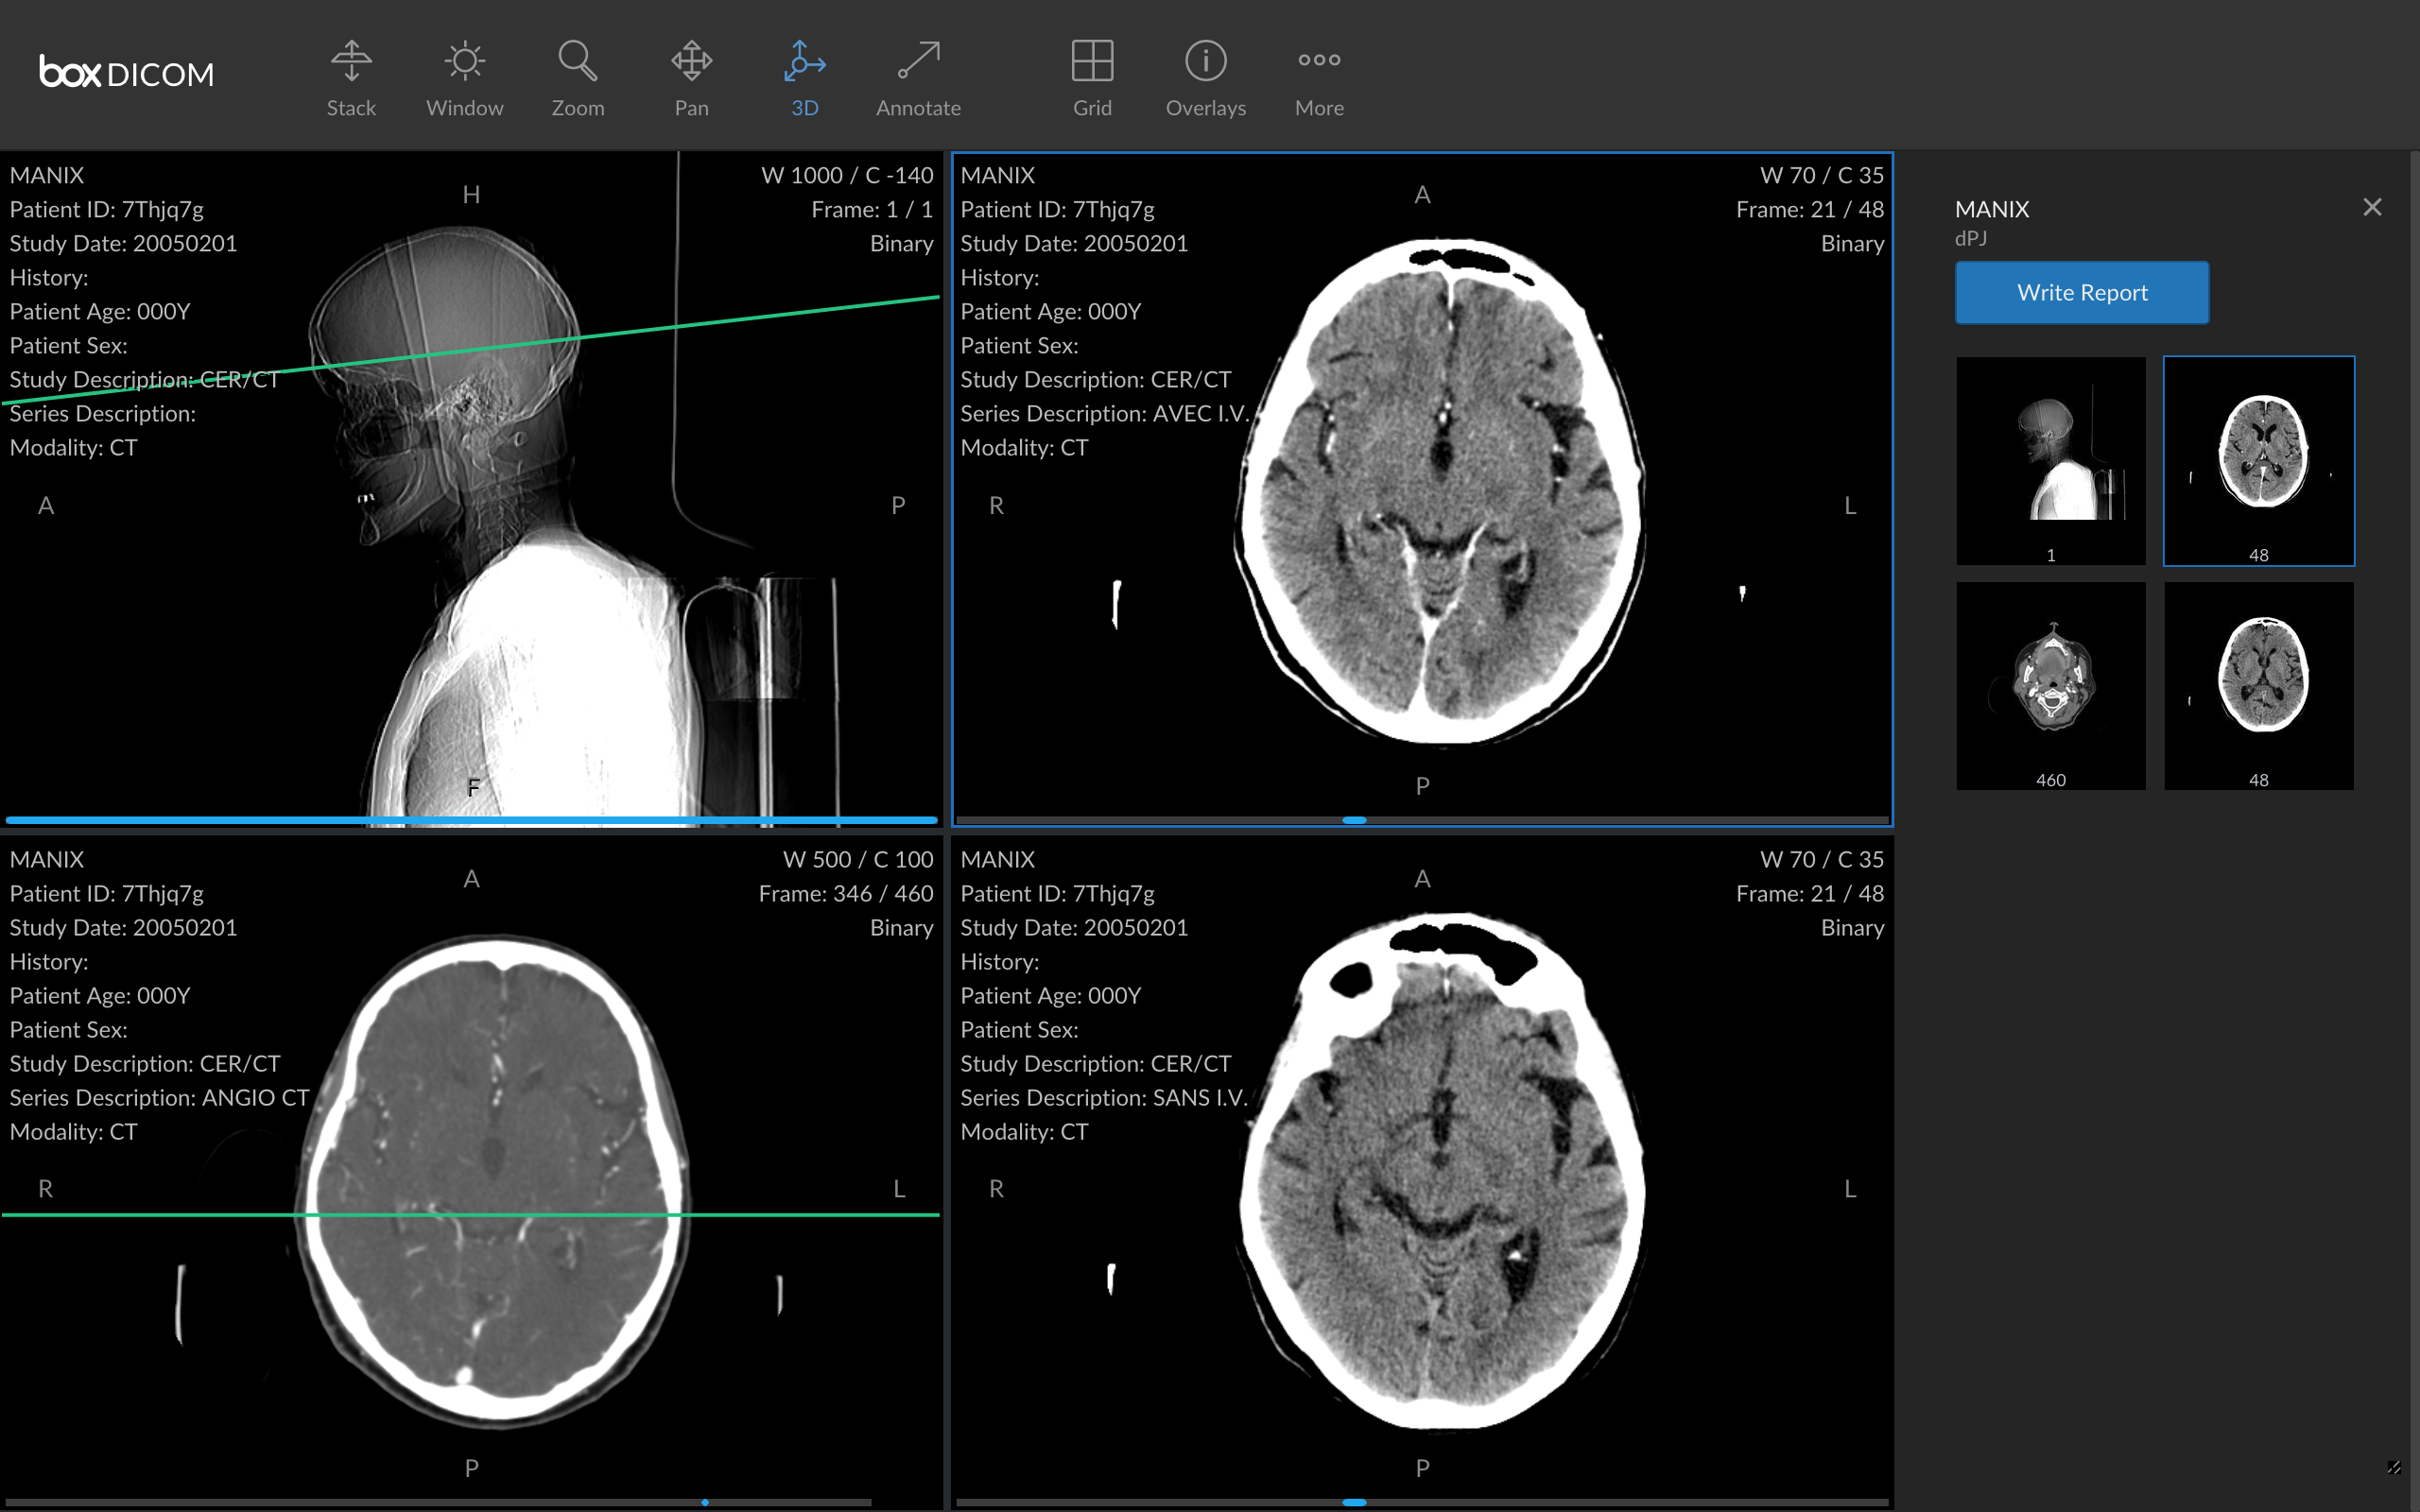 box DICOM
Stack
Window
Zoom
Pan
3D
Annotate
Grid
Overlays
More
MANIX
Patient ID: 7Thjq7g
Study Date: 20050201
History:
Patient Age: 000Y
Patient Sex:
Study Description: CER/CT
Series Description:
Modality: CT
H
W 1000 / C -140
Frame: 1 / 1
Binary
A
P
F
MANIX
Patient ID: 7Thjq7g
Study Date: 20050201
History:
Patient Age: 000Y
Patient Sex:
Study Description: CER/CT
Series Description: AVEC I.V.
Modality: CT
A
W 70 / C 35
Frame: 21 / 48
Binary
R
L
P
MANIX
Patient ID: 7Thjq7g
Study Date: 20050201
History:
Patient Age: 000Y
Patient Sex:
Study Description: CER/CT
Series Description: ANGIO CT
Modality: CT
A
W 500 / C 100
Frame: 346 / 460
Binary
R
L
P
MANIX
Patient ID: 7Thjq7g
Study Date: 20050201
History:
Patient Age: 000Y
Patient Sex:
Study Description: CER/CT
Series Description: SANS I.V.
Modality: CT
A
W 70 / C 35
Frame: 21 / 48
Binary
R
L
P
MANIX
dPJ
Write Report
1
48
460
48